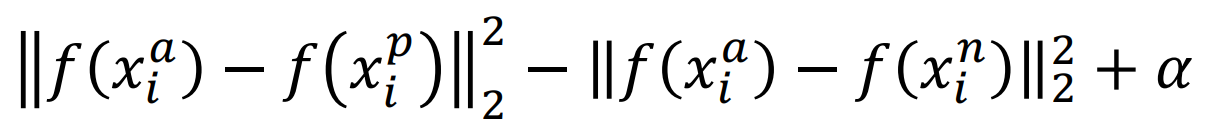 ‖f(x_i^a) − f(x_i^p)‖_2^2 − ‖f(x_i^a) − f(x_i^n)‖_2^2 + α